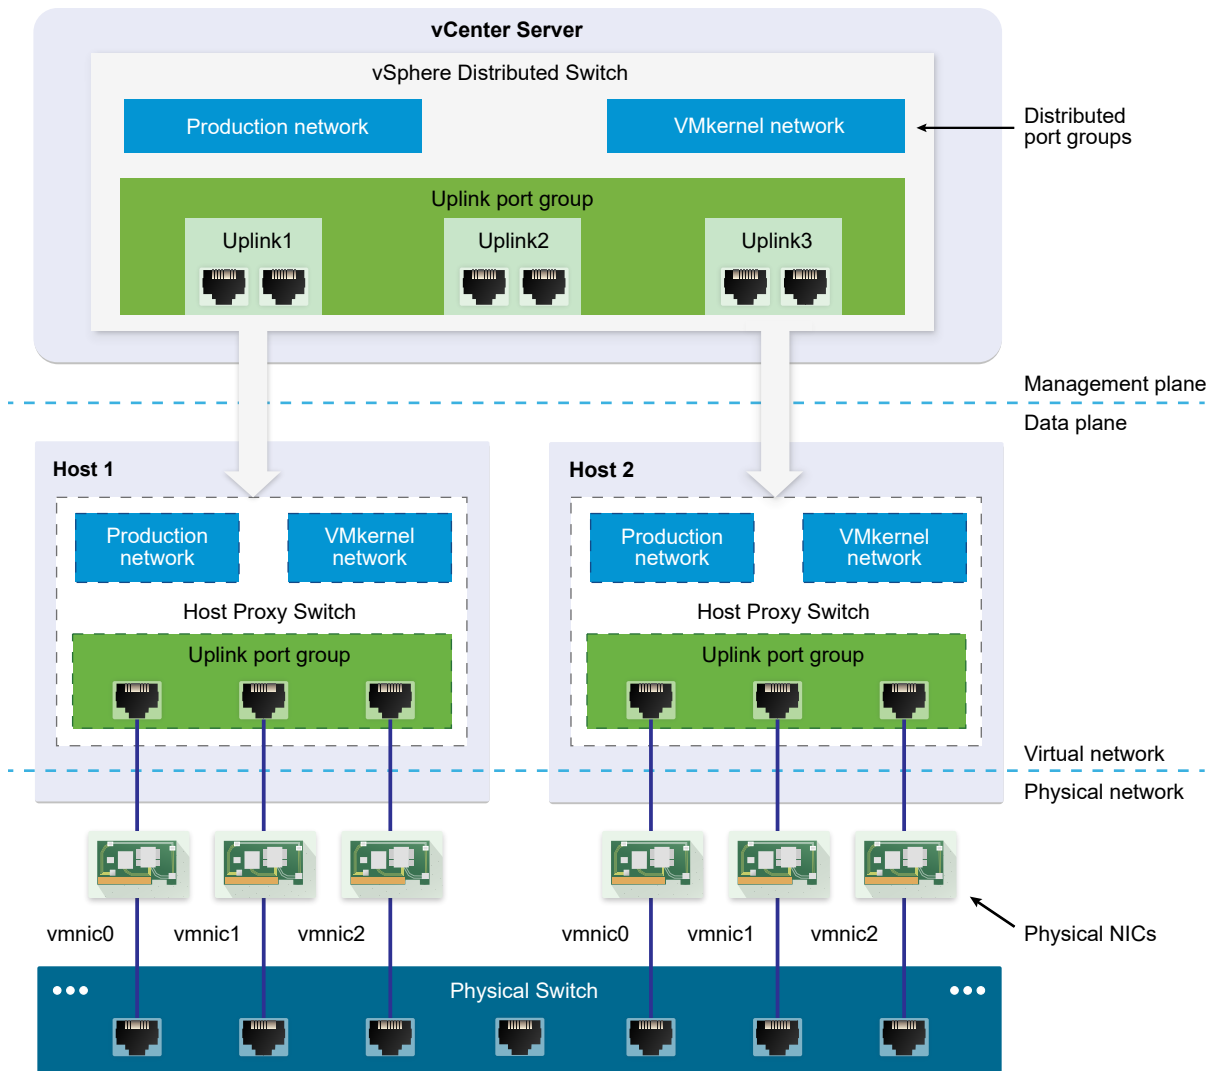 vCenter Server
vSphere Distributed Switch
Production network
VMkernel network
Distributed
port groups
Uplink port group
Uplink1
Uplink2
Uplink3
Management plane
Data plane
Host 1
Host 2
Production
network
VMkernel
network
Production
network
VMkernel
network
Host Proxy Switch
Host Proxy Switch
Uplink port group
Uplink port group
Virtual network
Physical network
vmnic0
vmnic1
vmnic2
vmnic0
vmnic1
vmnic2
Physical NICs
Physical Switch